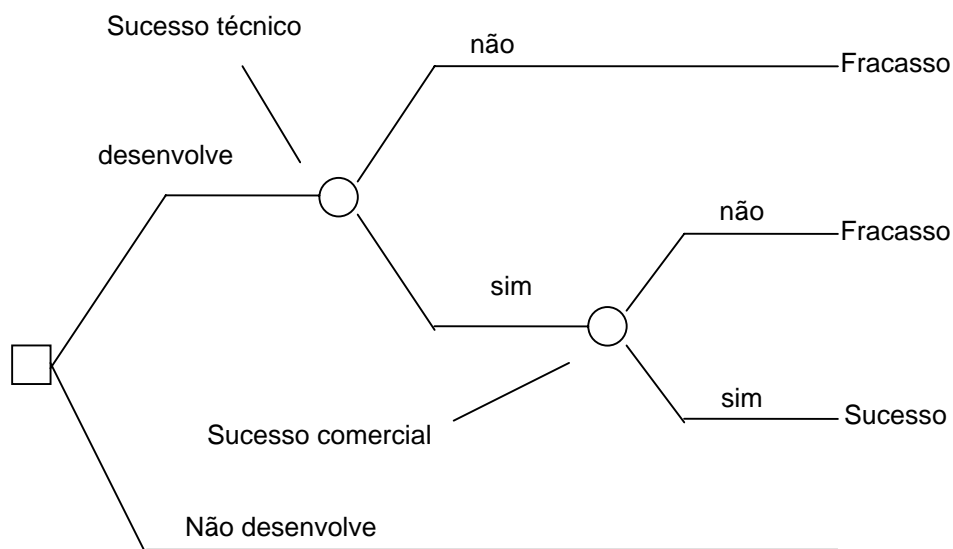 Sucesso técnico
não
Fracasso
desenvolve
não
Fracasso
sim
sim
Sucesso
Sucesso comercial
Não desenvolve